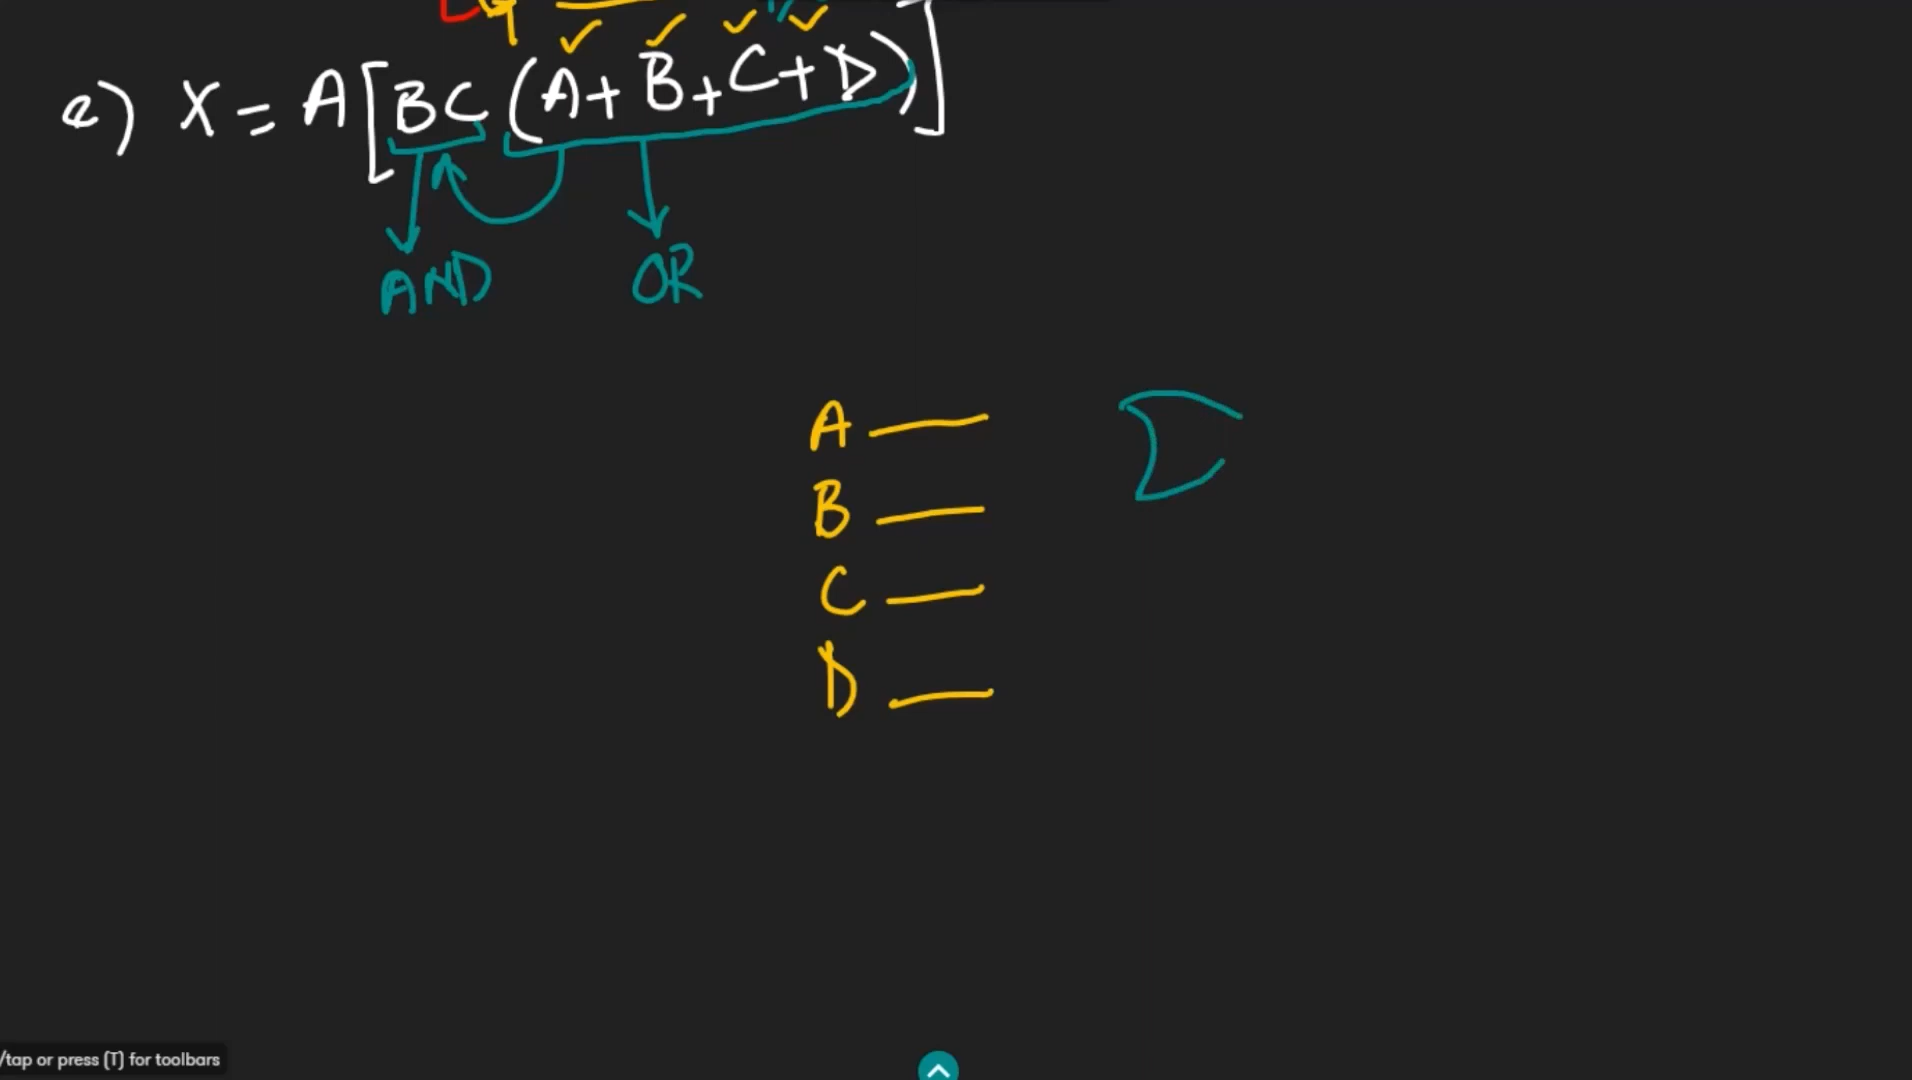 e) X = A[BC(A+B+C+D)]
AND OR
A
B
C
D
/tap or press (T) for toolbars